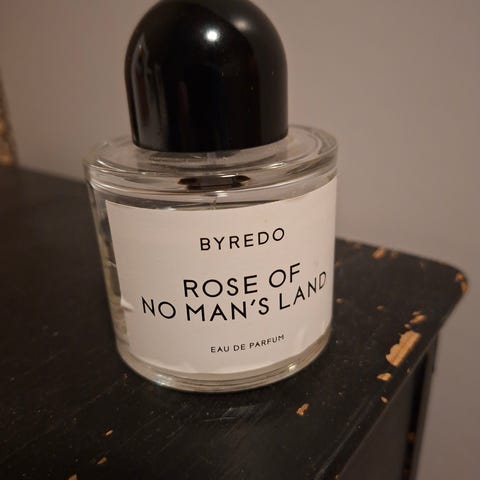 BYREDO
ROSE OF
NO MAN'S LAND
EAU DE PARFUM